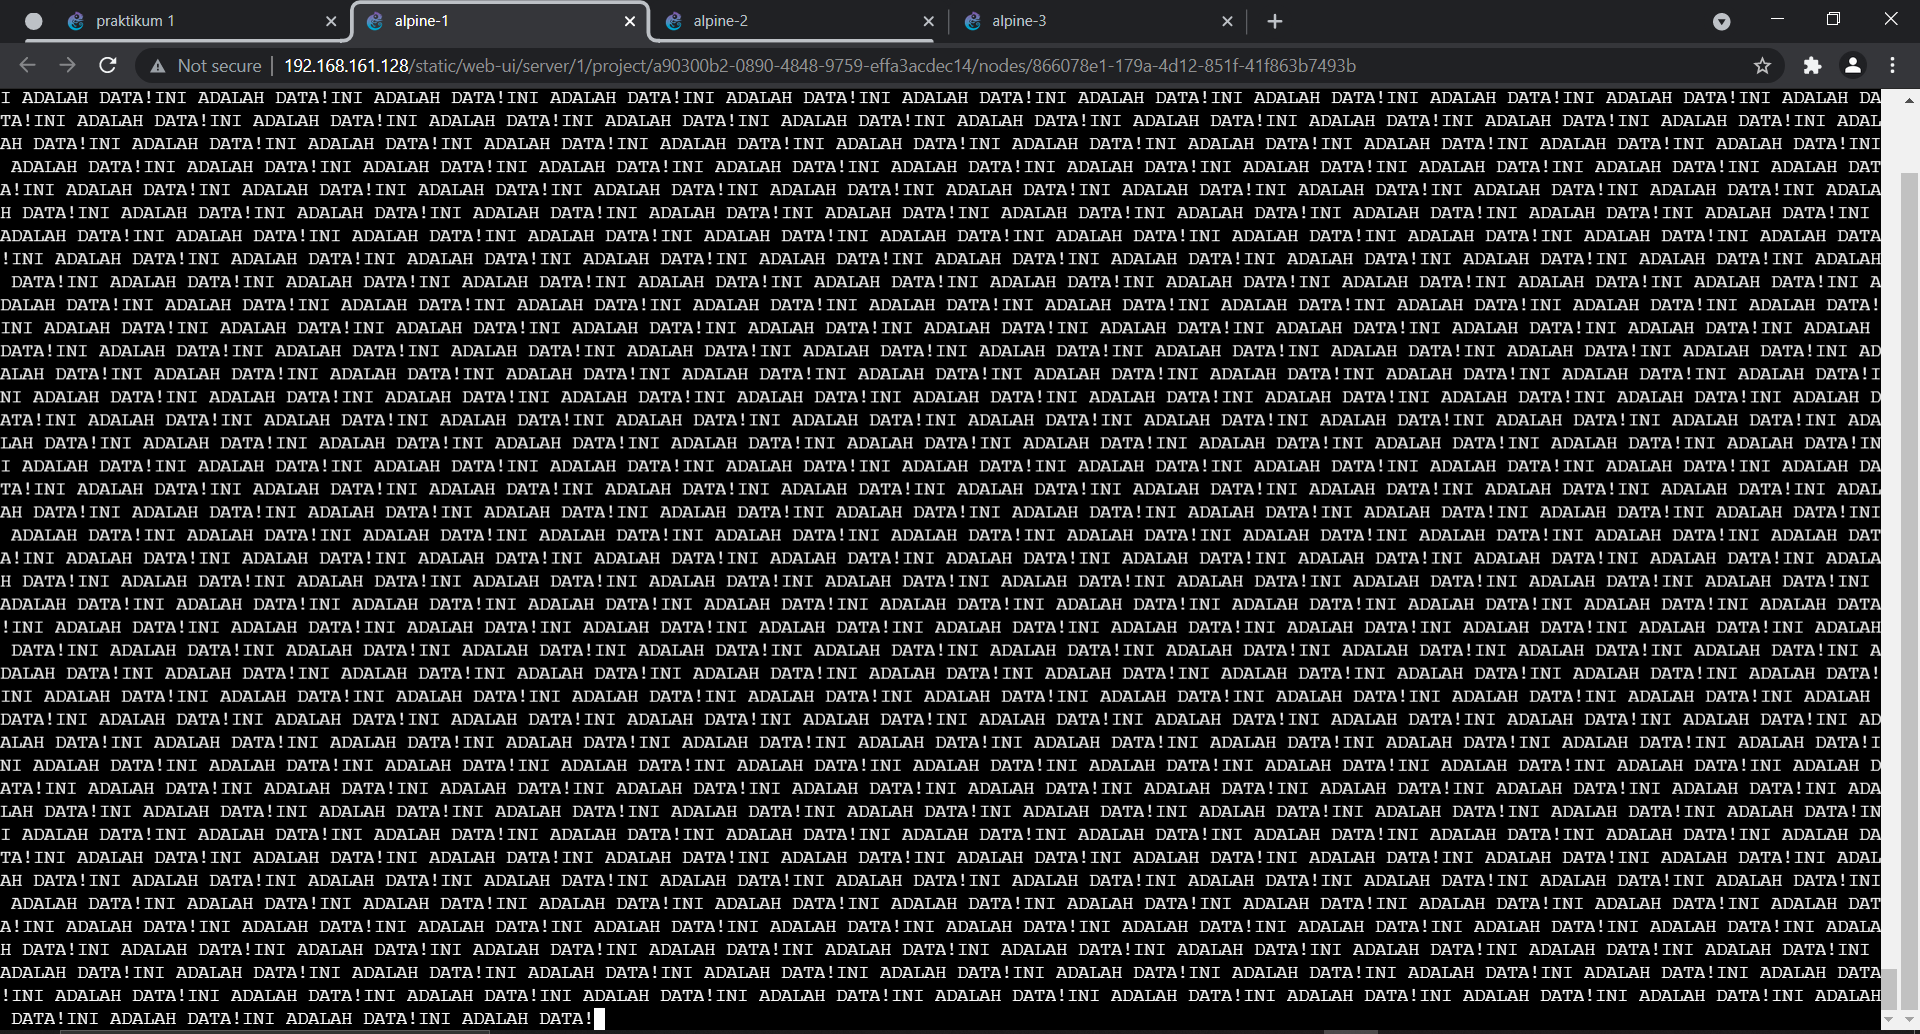 praktikum 1
alpine-1
alpine-2
alpine-3
Not secure
192.168.161.128/static/web-ui/server/1/project/a90300b2-0890-4848-9759-effa3acdec14/nodes/866078e1-179a-4d12-851f-41f863b7493b
I ADALAH DATA!INI ADALAH DATA!INI ADALAH DATA!INI ADALAH DATA!INI ADALAH DATA!INI ADALAH DATA!INI ADALAH DATA!INI ADALAH DATA!INI ADALAH DATA!INI ADALAH DATA!INI ADALAH DA
TA!INI ADALAH DATA!INI ADALAH DATA!INI ADALAH DATA!INI ADALAH DATA!INI ADALAH DATA!INI ADALAH DATA!INI ADALAH DATA!INI ADALAH DATA!INI ADALAH DATA!INI ADALAH DATA!INI ADAL
AH DATA!INI ADALAH DATA!INI ADALAH DATA!INI ADALAH DATA!INI ADALAH DATA!INI ADALAH DATA!INI ADALAH DATA!INI ADALAH DATA!INI ADALAH DATA!INI ADALAH DATA!INI ADALAH DATA!INI
 ADALAH DATA!INI ADALAH DATA!INI ADALAH DATA!INI ADALAH DATA!INI ADALAH DATA!INI ADALAH DATA!INI ADALAH DATA!INI ADALAH DATA!INI ADALAH DATA!INI ADALAH DATA!INI ADALAH DAT
A!INI ADALAH DATA!INI ADALAH DATA!INI ADALAH DATA!INI ADALAH DATA!INI ADALAH DATA!INI ADALAH DATA!INI ADALAH DATA!INI ADALAH DATA!INI ADALAH DATA!INI ADALAH DATA!INI ADALA
H DATA!INI ADALAH DATA!INI ADALAH DATA!INI ADALAH DATA!INI ADALAH DATA!INI ADALAH DATA!INI ADALAH DATA!INI ADALAH DATA!INI ADALAH DATA!INI ADALAH DATA!INI ADALAH DATA!INI 
ADALAH DATA!INI ADALAH DATA!INI ADALAH DATA!INI ADALAH DATA!INI ADALAH DATA!INI ADALAH DATA!INI ADALAH DATA!INI ADALAH DATA!INI ADALAH DATA!INI ADALAH DATA!INI ADALAH DATA
!INI ADALAH DATA!INI ADALAH DATA!INI ADALAH DATA!INI ADALAH DATA!INI ADALAH DATA!INI ADALAH DATA!INI ADALAH DATA!INI ADALAH DATA!INI ADALAH DATA!INI ADALAH DATA!INI ADALAH
 DATA!INI ADALAH DATA!INI ADALAH DATA!INI ADALAH DATA!INI ADALAH DATA!INI ADALAH DATA!INI ADALAH DATA!INI ADALAH DATA!INI ADALAH DATA!INI ADALAH DATA!INI ADALAH DATA!INI A
DALAH DATA!INI ADALAH DATA!INI ADALAH DATA!INI ADALAH DATA!INI ADALAH DATA!INI ADALAH DATA!INI ADALAH DATA!INI ADALAH DATA!INI ADALAH DATA!INI ADALAH DATA!INI ADALAH DATA!
INI ADALAH DATA!INI ADALAH DATA!INI ADALAH DATA!INI ADALAH DATA!INI ADALAH DATA!INI ADALAH DATA!INI ADALAH DATA!INI ADALAH DATA!INI ADALAH DATA!INI ADALAH DATA!INI ADALAH 
DATA!INI ADALAH DATA!INI ADALAH DATA!INI ADALAH DATA!INI ADALAH DATA!INI ADALAH DATA!INI ADALAH DATA!INI ADALAH DATA!INI ADALAH DATA!INI ADALAH DATA!INI ADALAH DATA!INI AD
ALAH DATA!INI ADALAH DATA!INI ADALAH DATA!INI ADALAH DATA!INI ADALAH DATA!INI ADALAH DATA!INI ADALAH DATA!INI ADALAH DATA!INI ADALAH DATA!INI ADALAH DATA!INI ADALAH DATA!I
NI ADALAH DATA!INI ADALAH DATA!INI ADALAH DATA!INI ADALAH DATA!INI ADALAH DATA!INI ADALAH DATA!INI ADALAH DATA!INI ADALAH DATA!INI ADALAH DATA!INI ADALAH DATA!INI ADALAH D
ATA!INI ADALAH DATA!INI ADALAH DATA!INI ADALAH DATA!INI ADALAH DATA!INI ADALAH DATA!INI ADALAH DATA!INI ADALAH DATA!INI ADALAH DATA!INI ADALAH DATA!INI ADALAH DATA!INI ADA
LAH DATA!INI ADALAH DATA!INI ADALAH DATA!INI ADALAH DATA!INI ADALAH DATA!INI ADALAH DATA!INI ADALAH DATA!INI ADALAH DATA!INI ADALAH DATA!INI ADALAH DATA!INI ADALAH DATA!IN
I ADALAH DATA!INI ADALAH DATA!INI ADALAH DATA!INI ADALAH DATA!INI ADALAH DATA!INI ADALAH DATA!INI ADALAH DATA!INI ADALAH DATA!INI ADALAH DATA!INI ADALAH DATA!INI ADALAH DA
TA!INI ADALAH DATA!INI ADALAH DATA!INI ADALAH DATA!INI ADALAH DATA!INI ADALAH DATA!INI ADALAH DATA!INI ADALAH DATA!INI ADALAH DATA!INI ADALAH DATA!INI ADALAH DATA!INI ADAL
AH DATA!INI ADALAH DATA!INI ADALAH DATA!INI ADALAH DATA!INI ADALAH DATA!INI ADALAH DATA!INI ADALAH DATA!INI ADALAH DATA!INI ADALAH DATA!INI ADALAH DATA!INI ADALAH DATA!INI
 ADALAH DATA!INI ADALAH DATA!INI ADALAH DATA!INI ADALAH DATA!INI ADALAH DATA!INI ADALAH DATA!INI ADALAH DATA!INI ADALAH DATA!INI ADALAH DATA!INI ADALAH DATA!INI ADALAH DAT
A!INI ADALAH DATA!INI ADALAH DATA!INI ADALAH DATA!INI ADALAH DATA!INI ADALAH DATA!INI ADALAH DATA!INI ADALAH DATA!INI ADALAH DATA!INI ADALAH DATA!INI ADALAH DATA!INI ADALA
H DATA!INI ADALAH DATA!INI ADALAH DATA!INI ADALAH DATA!INI ADALAH DATA!INI ADALAH DATA!INI ADALAH DATA!INI ADALAH DATA!INI ADALAH DATA!INI ADALAH DATA!INI ADALAH DATA!INI 
ADALAH DATA!INI ADALAH DATA!INI ADALAH DATA!INI ADALAH DATA!INI ADALAH DATA!INI ADALAH DATA!INI ADALAH DATA!INI ADALAH DATA!INI ADALAH DATA!INI ADALAH DATA!INI ADALAH DATA
!INI ADALAH DATA!INI ADALAH DATA!INI ADALAH DATA!INI ADALAH DATA!INI ADALAH DATA!INI ADALAH DATA!INI ADALAH DATA!INI ADALAH DATA!INI ADALAH DATA!INI ADALAH DATA!INI ADALAH
 DATA!INI ADALAH DATA!INI ADALAH DATA!INI ADALAH DATA!INI ADALAH DATA!INI ADALAH DATA!INI ADALAH DATA!INI ADALAH DATA!INI ADALAH DATA!INI ADALAH DATA!INI ADALAH DATA!INI A
DALAH DATA!INI ADALAH DATA!INI ADALAH DATA!INI ADALAH DATA!INI ADALAH DATA!INI ADALAH DATA!INI ADALAH DATA!INI ADALAH DATA!INI ADALAH DATA!INI ADALAH DATA!INI ADALAH DATA!
INI ADALAH DATA!INI ADALAH DATA!INI ADALAH DATA!INI ADALAH DATA!INI ADALAH DATA!INI ADALAH DATA!INI ADALAH DATA!INI ADALAH DATA!INI ADALAH DATA!INI ADALAH DATA!INI ADALAH 
DATA!INI ADALAH DATA!INI ADALAH DATA!INI ADALAH DATA!INI ADALAH DATA!INI ADALAH DATA!INI ADALAH DATA!INI ADALAH DATA!INI ADALAH DATA!INI ADALAH DATA!INI ADALAH DATA!INI AD
ALAH DATA!INI ADALAH DATA!INI ADALAH DATA!INI ADALAH DATA!INI ADALAH DATA!INI ADALAH DATA!INI ADALAH DATA!INI ADALAH DATA!INI ADALAH DATA!INI ADALAH DATA!INI ADALAH DATA!I
NI ADALAH DATA!INI ADALAH DATA!INI ADALAH DATA!INI ADALAH DATA!INI ADALAH DATA!INI ADALAH DATA!INI ADALAH DATA!INI ADALAH DATA!INI ADALAH DATA!INI ADALAH DATA!INI ADALAH D
ATA!INI ADALAH DATA!INI ADALAH DATA!INI ADALAH DATA!INI ADALAH DATA!INI ADALAH DATA!INI ADALAH DATA!INI ADALAH DATA!INI ADALAH DATA!INI ADALAH DATA!INI ADALAH DATA!INI ADA
LAH DATA!INI ADALAH DATA!INI ADALAH DATA!INI ADALAH DATA!INI ADALAH DATA!INI ADALAH DATA!INI ADALAH DATA!INI ADALAH DATA!INI ADALAH DATA!INI ADALAH DATA!INI ADALAH DATA!IN
I ADALAH DATA!INI ADALAH DATA!INI ADALAH DATA!INI ADALAH DATA!INI ADALAH DATA!INI ADALAH DATA!INI ADALAH DATA!INI ADALAH DATA!INI ADALAH DATA!INI ADALAH DATA!INI ADALAH DA
TA!INI ADALAH DATA!INI ADALAH DATA!INI ADALAH DATA!INI ADALAH DATA!INI ADALAH DATA!INI ADALAH DATA!INI ADALAH DATA!INI ADALAH DATA!INI ADALAH DATA!INI ADALAH DATA!INI ADAL
AH DATA!INI ADALAH DATA!INI ADALAH DATA!INI ADALAH DATA!INI ADALAH DATA!INI ADALAH DATA!INI ADALAH DATA!INI ADALAH DATA!INI ADALAH DATA!INI ADALAH DATA!INI ADALAH DATA!INI
 ADALAH DATA!INI ADALAH DATA!INI ADALAH DATA!INI ADALAH DATA!INI ADALAH DATA!INI ADALAH DATA!INI ADALAH DATA!INI ADALAH DATA!INI ADALAH DATA!INI ADALAH DATA!INI ADALAH DAT
A!INI ADALAH DATA!INI ADALAH DATA!INI ADALAH DATA!INI ADALAH DATA!INI ADALAH DATA!INI ADALAH DATA!INI ADALAH DATA!INI ADALAH DATA!INI ADALAH DATA!INI ADALAH DATA!INI ADALA
H DATA!INI ADALAH DATA!INI ADALAH DATA!INI ADALAH DATA!INI ADALAH DATA!INI ADALAH DATA!INI ADALAH DATA!INI ADALAH DATA!INI ADALAH DATA!INI ADALAH DATA!INI ADALAH DATA!INI 
ADALAH DATA!INI ADALAH DATA!INI ADALAH DATA!INI ADALAH DATA!INI ADALAH DATA!INI ADALAH DATA!INI ADALAH DATA!INI ADALAH DATA!INI ADALAH DATA!INI ADALAH DATA!INI ADALAH DATA
!INI ADALAH DATA!INI ADALAH DATA!INI ADALAH DATA!INI ADALAH DATA!INI ADALAH DATA!INI ADALAH DATA!INI ADALAH DATA!INI ADALAH DATA!INI ADALAH DATA!INI ADALAH DATA!INI ADALAH
 DATA!INI ADALAH DATA!INI ADALAH DATA!INI ADALAH DATA!